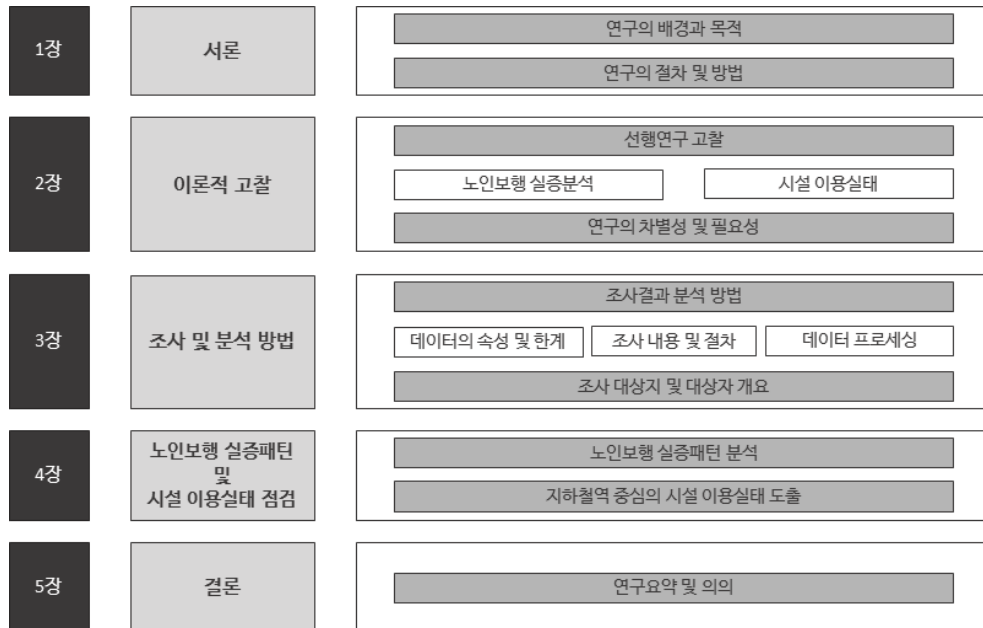 1장
서론
연구의 배경과 목적
연구의 절차 및 방법
2장
이론적 고찰
선행연구 고찰
노인보행 실증분석
시설 이용실태
연구의 차별성 및 필요성
3장
조사 및 분석 방법
조사결과 분석 방법
데이터의 속성 및 한계
조사 내용 및 절차
데이터 프로세싱
조사 대상지 및 대상자 개요
4장
노인보행 실증패틴
및
시설 이용실태 점검
노인보행 실증패턴 분석
지하철역 중심의 시설 이용실태 도출
5장
결론
연구요약 및 의의